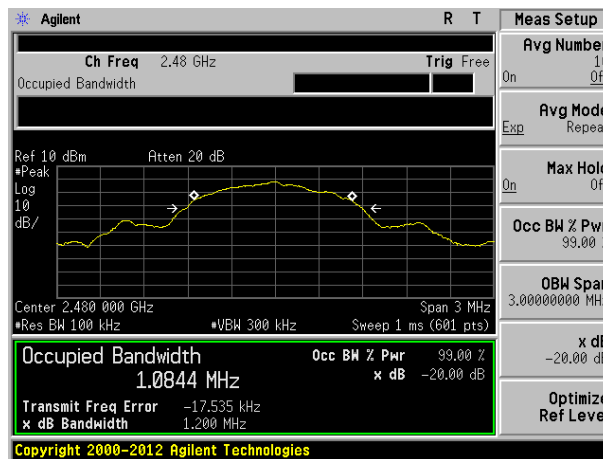 Agilent R T Meas Setup
Ch Freq 2.48 GHz Trig Free
Occupied Bandwidth
Ref 10 dBm Atten 20 dB
#Peak
Log
10
dB/
Center 2.480 000 GHz Span 3 MHz
#Res BW 100 kHz #VBW 300 kHz Sweep 1 ms (601 pts)
Occupied Bandwidth Occ BW % Pwr 99.00 %
1.0844 MHz x dB -20.00 dB
Transmit Freq Error -17.535 kHz
x dB Bandwidth 1.200 MHz
Copyright 2000-2012 Agilent Technologies
Avg Number
On
Avg Mode
Exp Repea
Max Hold
On Of
Occ BW % Pwr
99.00
OBW Span
3.00000000 MH
x dB
-20.00 dB
Optimize
Ref Level